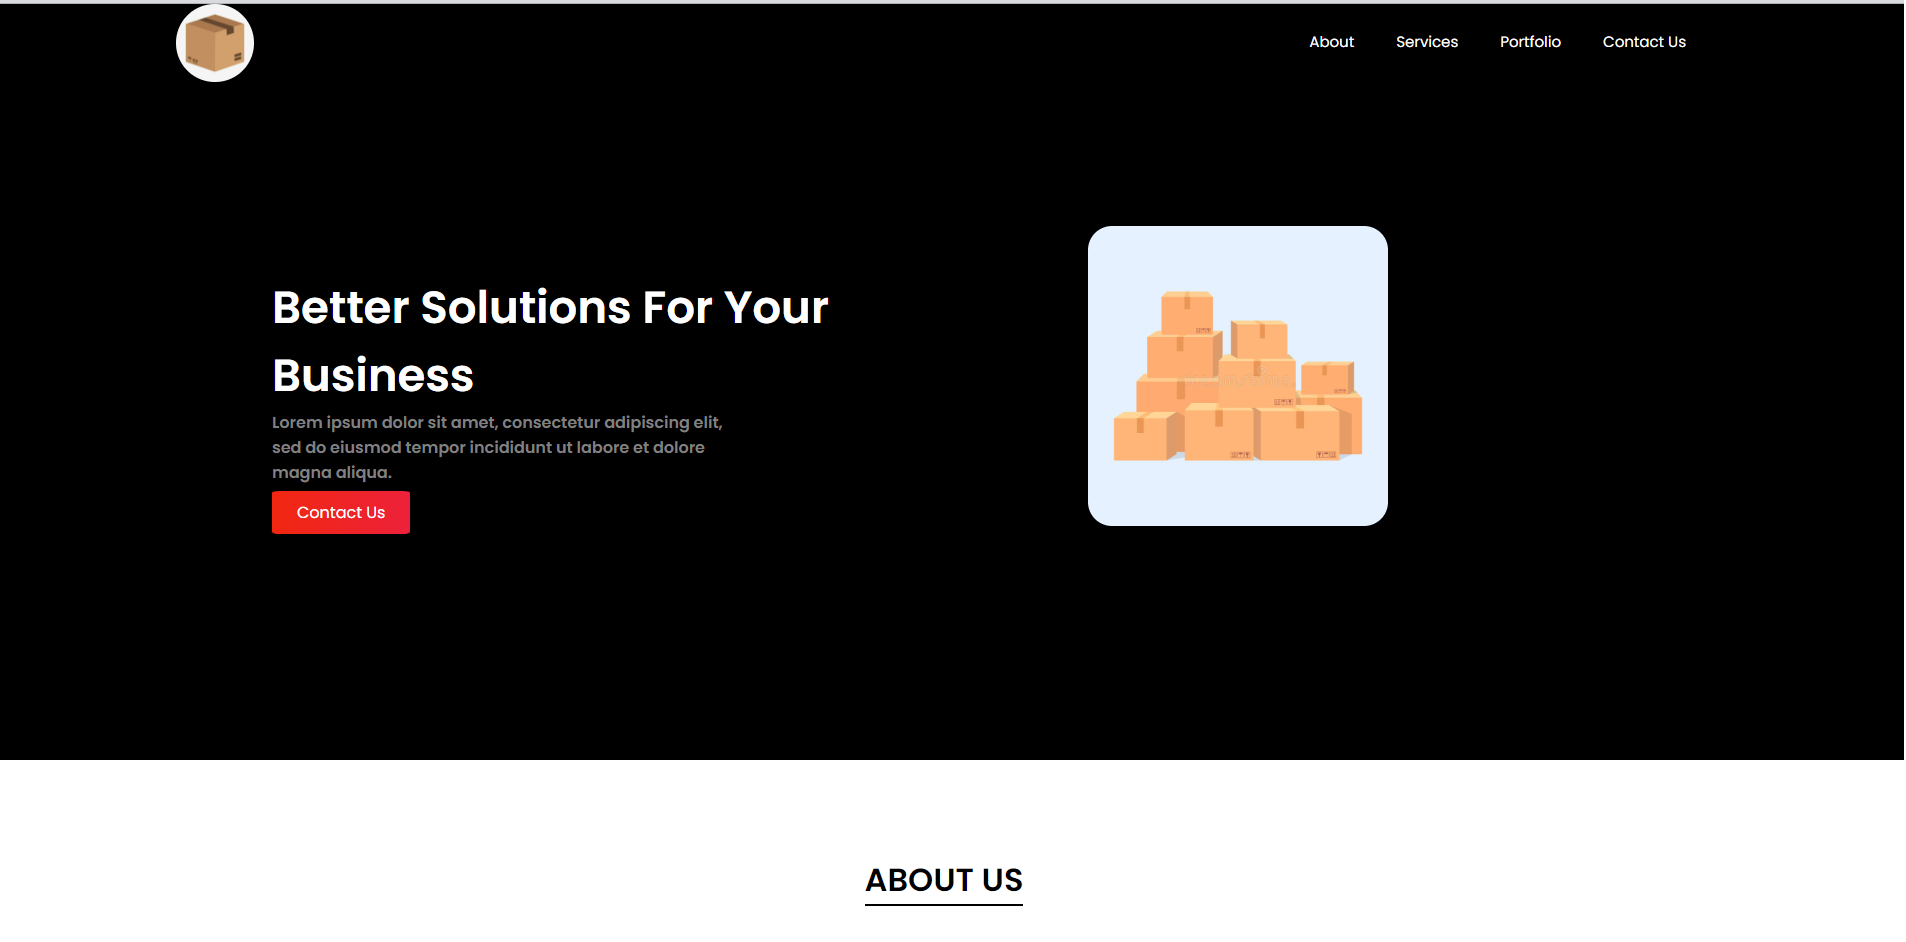 About Services Portfolio Contact Us
Better Solutions For Your
Business
Lorem ipsum dolor sit amet, consectetur adipiscing elit,
sed do eiusmod tempor incididunt ut labore et dolore
magna aliqua.
Contact Us
ABOUT US